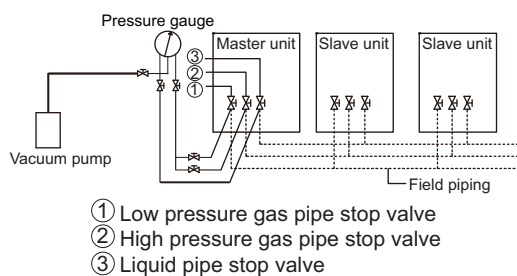 Pressure gauge
Master unit
Slave unit
Slave unit
③
②
①
Vacuum pump
Field piping
① Low pressure gas pipe stop valve
② High pressure gas pipe stop valve
③ Liquid pipe stop valve